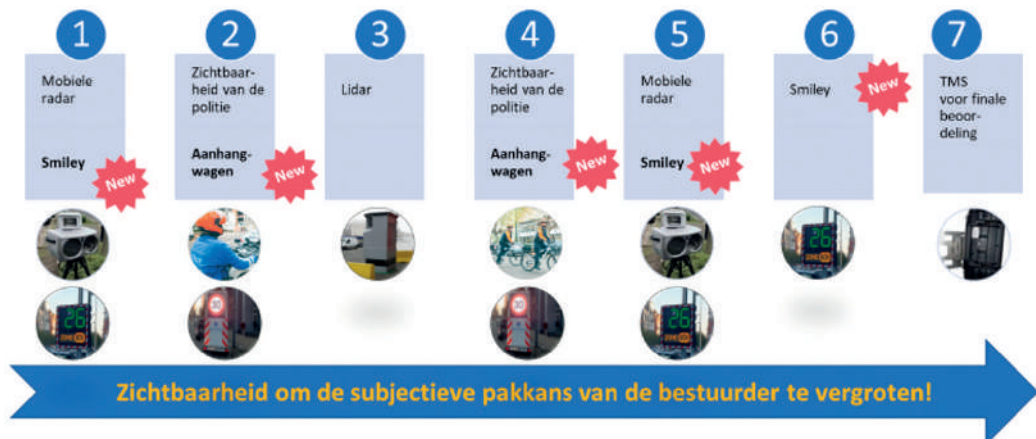 1
Mobiele
radar
Smiley
New
2
Zichtbaar-
heid van de
politie
Aanhang-
wagen
New
3
Lidar
4
Zichtbaar-
heid van de
politie
Aanhang-
wagen
New
5
Mobiele
radar
Smiley
New
6
Smiley
New
7
TMS
voor finale
beoor-
deling
26
30
26
30
26
Zichtbaarheid om de subjectieve pakkans van de bestuurder te vergroten!